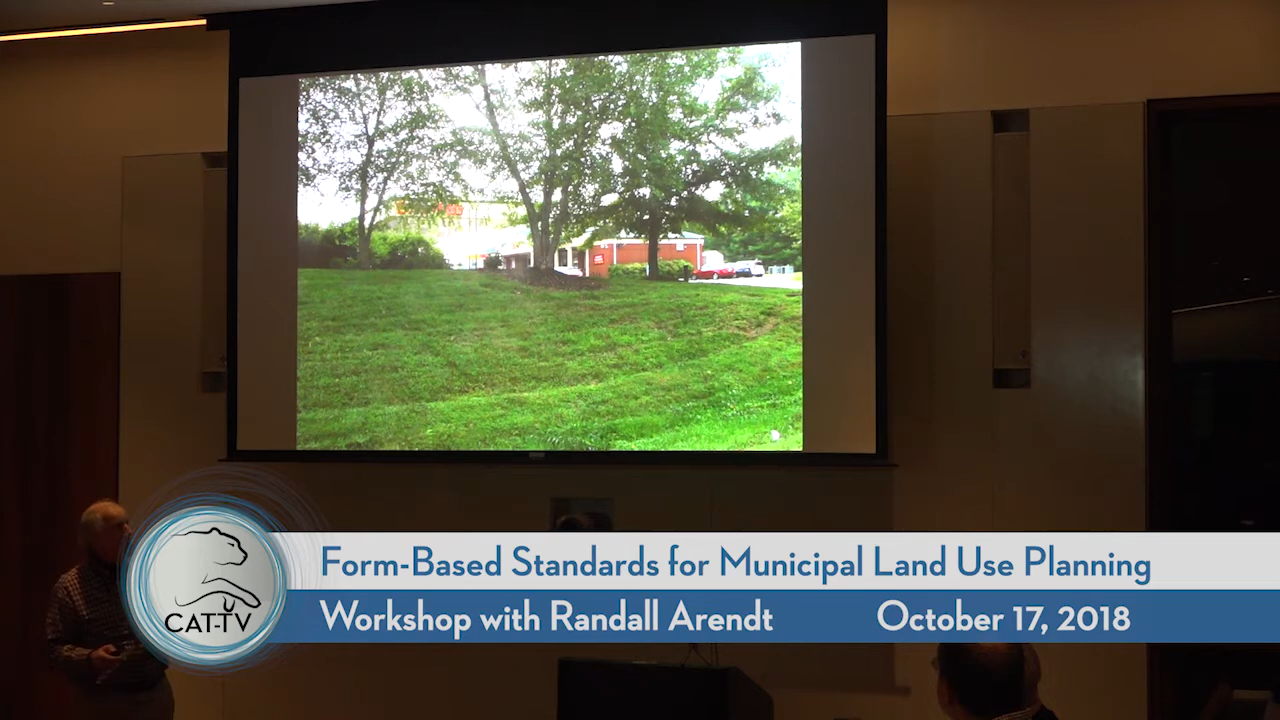 Form-Based Standards for Municipal Land Use Planning
Workshop with Randall Arendt October 17, 2018
CAT-TV